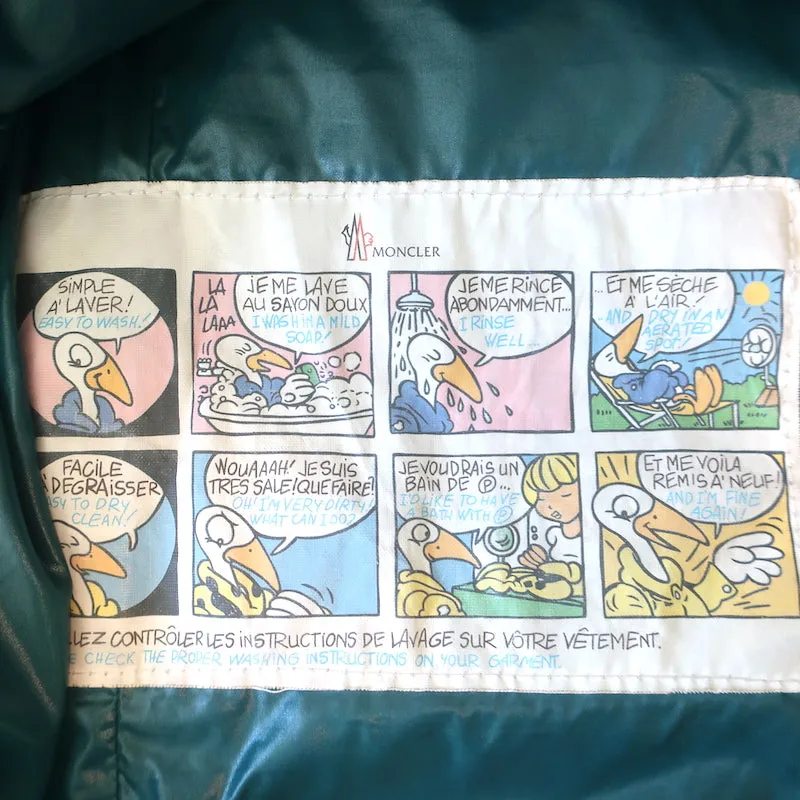 MONCLER
SIMPLE
A' LAVER!
EASY TO WASH!
LA
LA
LAAA
JE ME LAVE
AU SAVON DOUX
I WASH IN A MILD
SOAP!
JE ME RINCE
ABONDAMMENT...
I RINSE
WELL...
...ET ME SÈCHE
A' L'AIR!
-AND DRY IN AN
AERATED
SPOT!
FACILE
A' DEGRAISSER
EASY TO DRY
CLEAN!
WOUAAAH! JE SUIS
TRES SALE! QUE FAIRE?
OH! I'M VERY DIRTY!
WHAT CAN I DO?
JE VOUDRAIS UN
BAIN DE Ⓟ...
I'D LIKE TO HAVE
A BATH WITH Ⓟ
ET ME VOILA
REMIS A' NEUF!
AND I'M FINE
AGAIN!
LLEZ CONTRÔLER LES INSTRUCTIONS DE LAVAGE SUR VÔTRE VÊTEMENT.
E CHECK THE PROPER WASHING INSTRUCTIONS ON YOUR GARMENT.